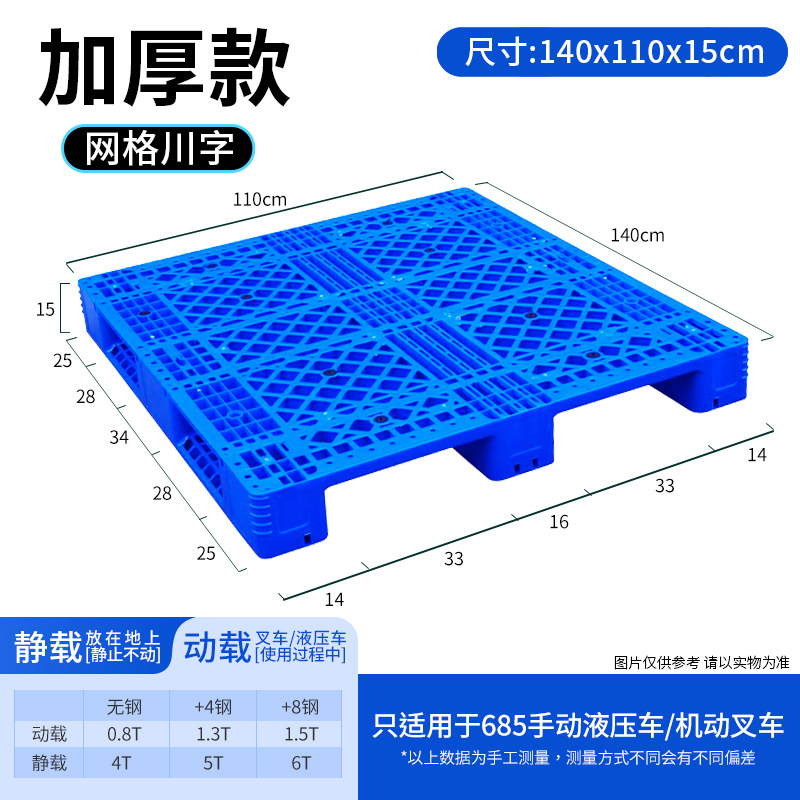 加厚款
尺寸:140x110x15cm
网格川字
110cm
140cm
15
25
28
34
28
25
14
33
16
33
14
静载 放在地上
[静止不动]
动载 叉车/液压车
[使用过程中]
图片仅供参考 请以实物为准
无钢 +4钢 +8钢
动载 0.8T 1.3T 1.5T
静载 4T 5T 6T
只适用于685手动液压车/机动叉车
*以上数据为手工测量，测量方式不同会有不同偏差